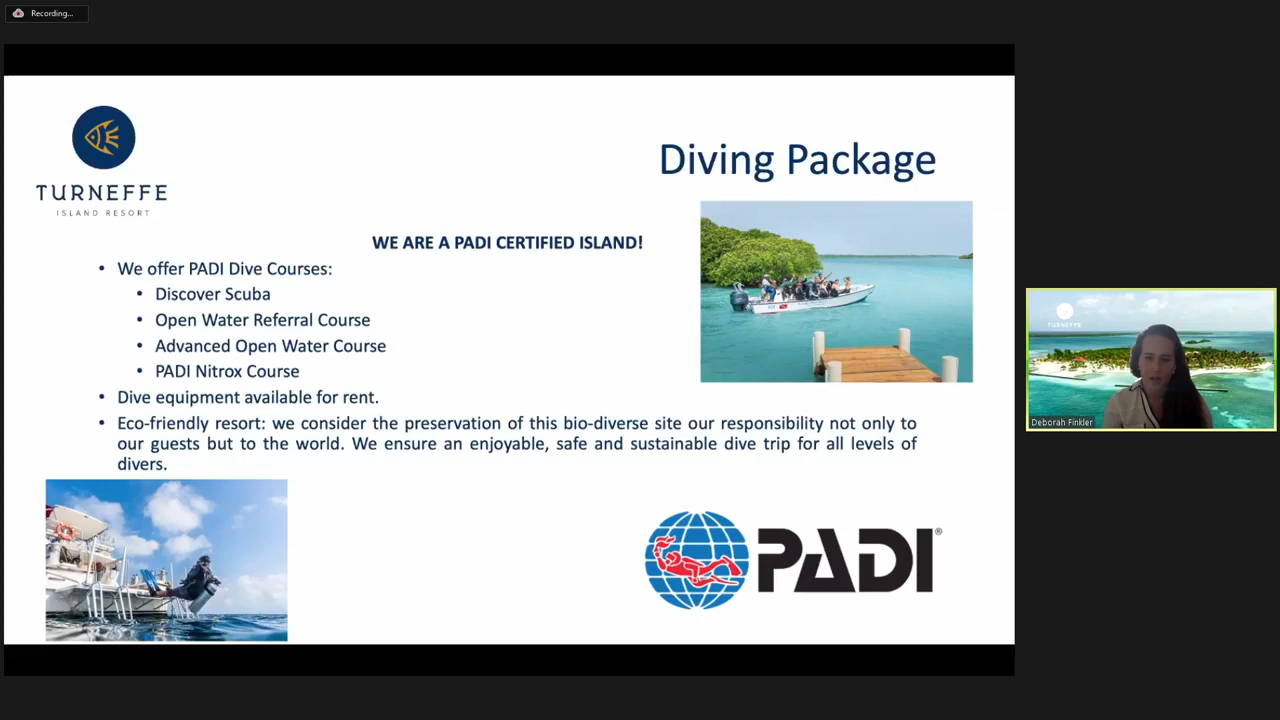 Recording...
TURNEFFE
ISLAND RESORT
Diving Package
WE ARE A PADI CERTIFIED ISLAND!
• We offer PADI Dive Courses:
• Discover Scuba
• Open Water Referral Course
• Advanced Open Water Course
• PADI Nitrox Course
• Dive equipment available for rent.
• Eco-friendly resort: we consider the preservation of this bio-diverse site our responsibility not only to
our guests but to the world. We ensure an enjoyable, safe and sustainable dive trip for all levels of
divers.
PADI®
TURNEFFE
Deborah Finkler